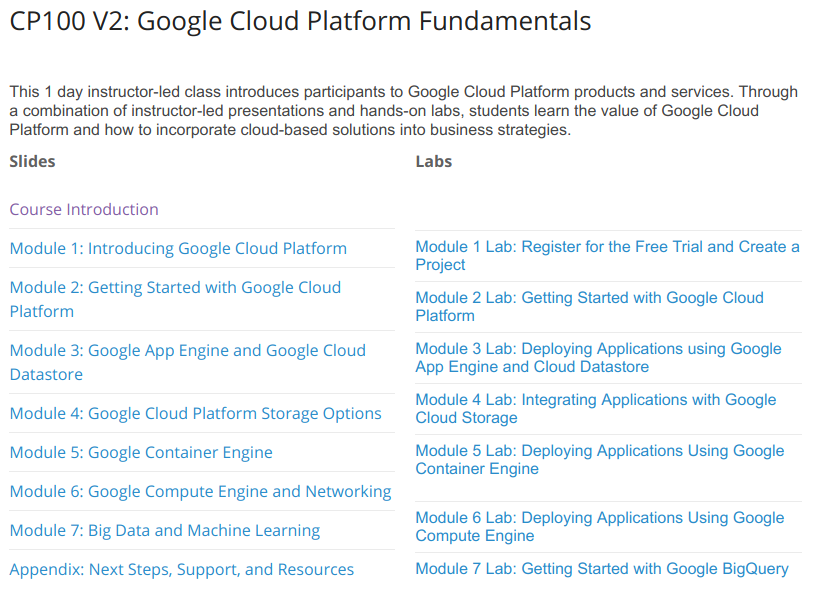 CP100 V2: Google Cloud Platform Fundamentals
This 1 day instructor-led class introduces participants to Google Cloud Platform products and services. Through
a combination of instructor-led presentations and hands-on labs, students learn the value of Google Cloud
Platform and how to incorporate cloud-based solutions into business strategies.
Slides
Course Introduction
Module 1: Introducing Google Cloud Platform
Module 2: Getting Started with Google Cloud
Platform
Module 3: Google App Engine and Google Cloud
Datastore
Module 4: Google Cloud Platform Storage Options
Module 5: Google Container Engine
Module 6: Google Compute Engine and Networking
Module 7: Big Data and Machine Learning
Appendix: Next Steps, Support, and Resources
Labs
Module 1 Lab: Register for the Free Trial and Create a
Project
Module 2 Lab: Getting Started with Google Cloud
Platform
Module 3 Lab: Deploying Applications using Google
App Engine and Cloud Datastore
Module 4 Lab: Integrating Applications with Google
Cloud Storage
Module 5 Lab: Deploying Applications Using Google
Container Engine
Module 6 Lab: Deploying Applications Using Google
Compute Engine
Module 7 Lab: Getting Started with Google BigQuery